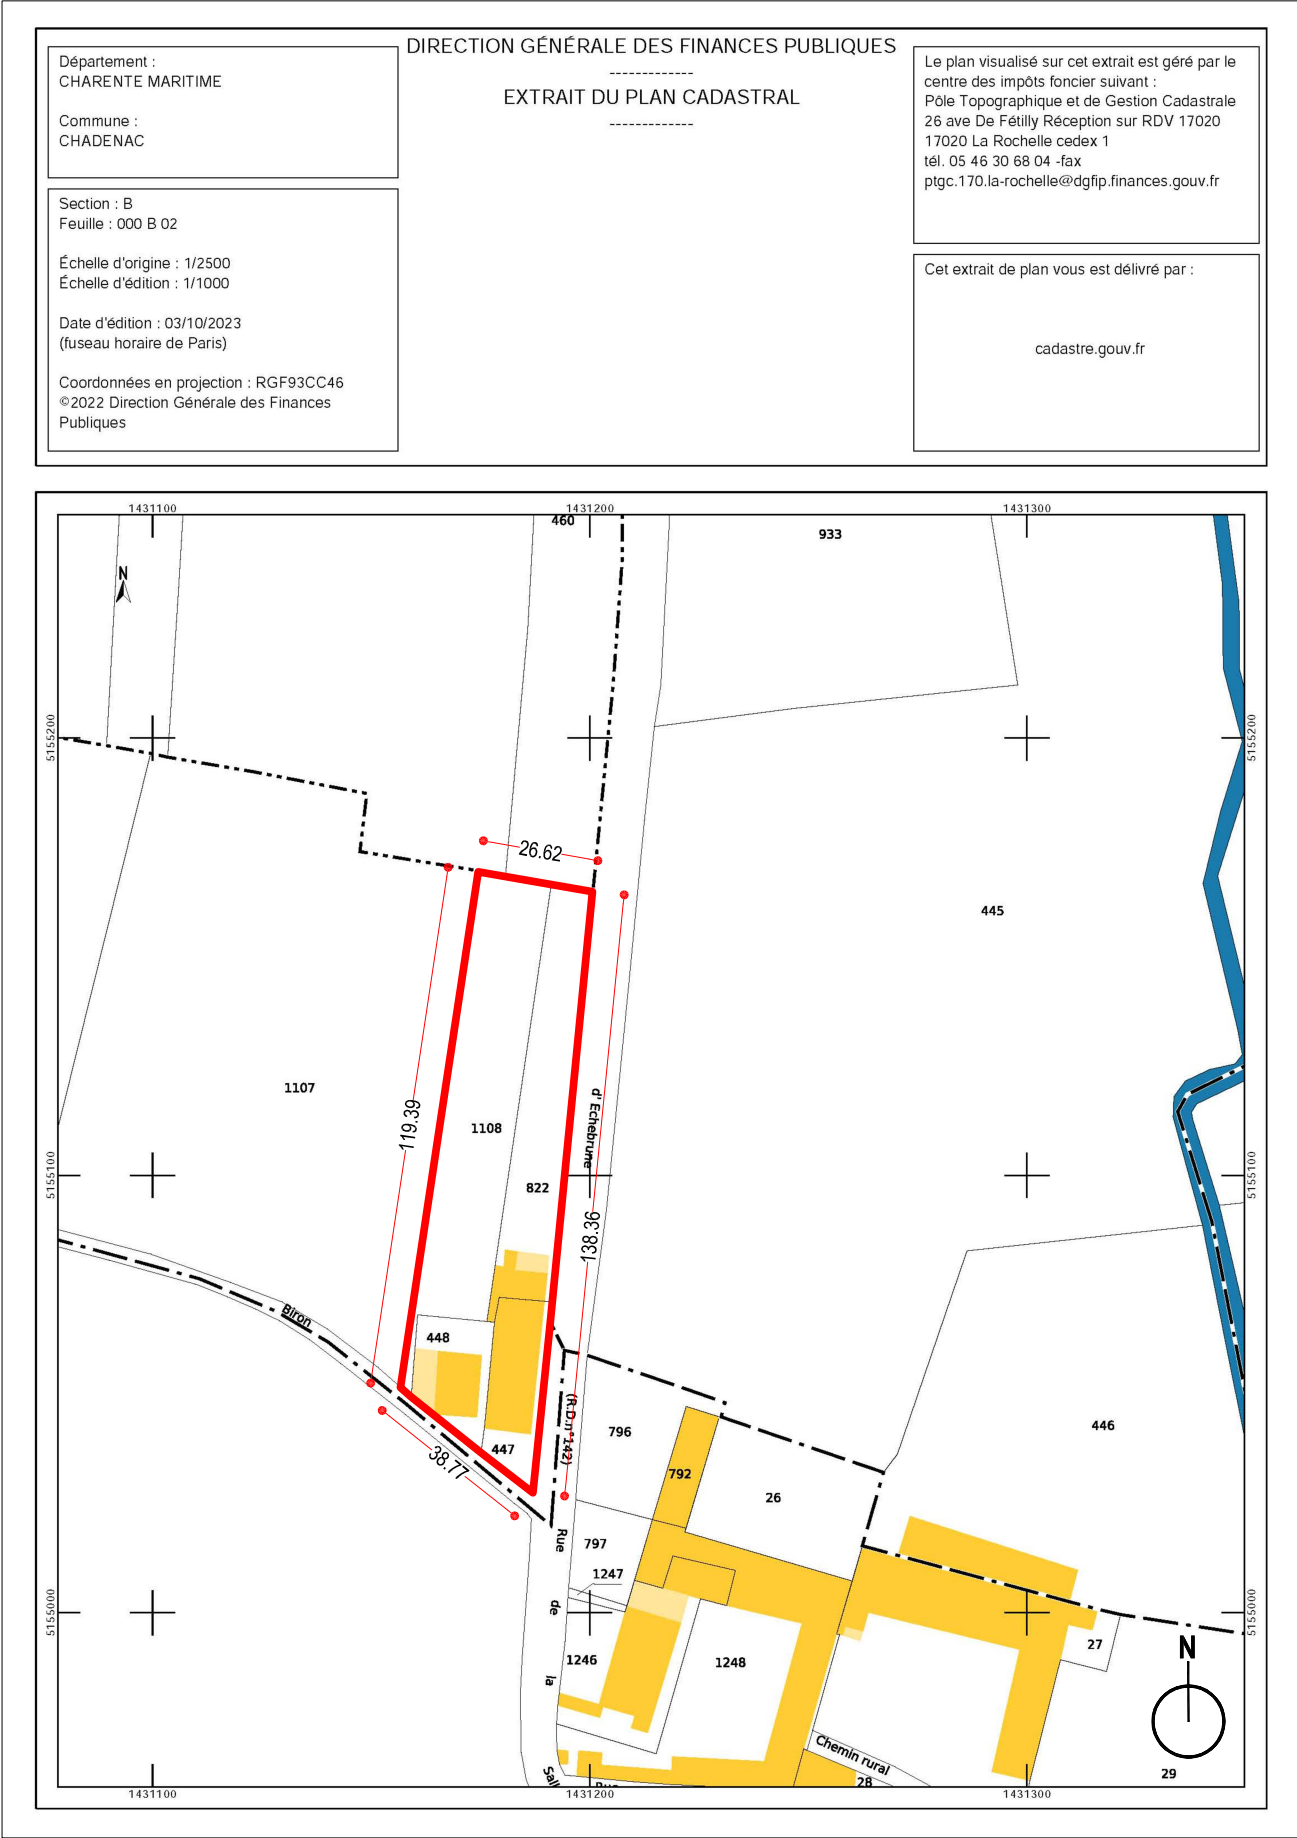 DIRECTION GÉNÉRALE DES FINANCES PUBLIQUES
-------------
EXTRAIT DU PLAN CADASTRAL
-------------
Département :
CHARENTE MARITIME
Commune :
CHADENAC
Section : B
Feuille : 000 B 02
Échelle d'origine : 1/2500
Échelle d'édition : 1/1000
Date d'édition : 03/10/2023
(fuseau horaire de Paris)
Coordonnées en projection : RGF93CC46
©2022 Direction Générale des Finances
Publiques
Le plan visualisé sur cet extrait est géré par le
centre des impôts foncier suivant :
Pôle Topographique et de Gestion Cadastrale
26 ave De Fétilly Réception sur RDV 17020
17020 La Rochelle cedex 1
tél. 05 46 30 68 04 -fax
ptgc.170.la-rochelle@dgfip.finances.gouv.fr
Cet extrait de plan vous est délivré par :
cadastre.gouv.fr
1431100
1431200
1431300
460
933
N
5155200
5155200
26.62
445
1107
119.39
1108
d' Echebrune
822
5155100
5155100
138.36
Biron
448
(R.D.n°142)
447
38.77
796
446
792
26
797
Rue
1247
de
5155000
5155000
1246
la
1248
27
N
Chemin rural
28
29
1431100
1431200
1431300